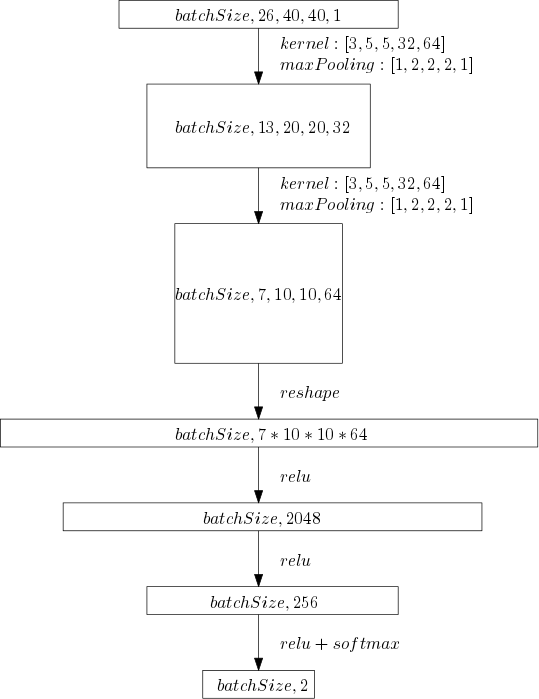 batchSize, 26, 40, 40, 1
kernel : [3, 5, 5, 32, 64]
maxPooling : [1, 2, 2, 2, 1]
batchSize, 13, 20, 20, 32
kernel : [3, 5, 5, 32, 64]
maxPooling : [1, 2, 2, 2, 1]
batchSize, 7, 10, 10, 64
reshape
batchSize, 7 * 10 * 10 * 64
relu
batchSize, 2048
relu
batchSize, 256
relu + softmax
batchSize, 2